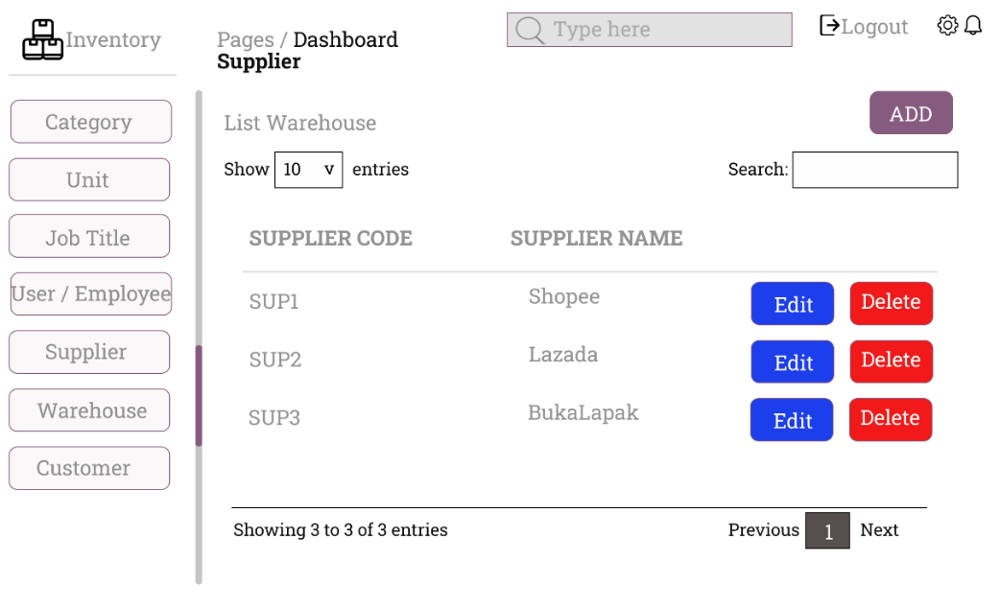 Inventory
Pages / Dashboard
Supplier
Type here
Logout
Category
Unit
Job Title
User / Employee
Supplier
Warehouse
Customer
List Warehouse
ADD
Show 10 v entries
Search:
SUPPLIER CODE SUPPLIER NAME
SUP1 Shopee Edit Delete
SUP2 Lazada Edit Delete
SUP3 BukaLapak Edit Delete
Showing 3 to 3 of 3 entries
Previous 1 Next